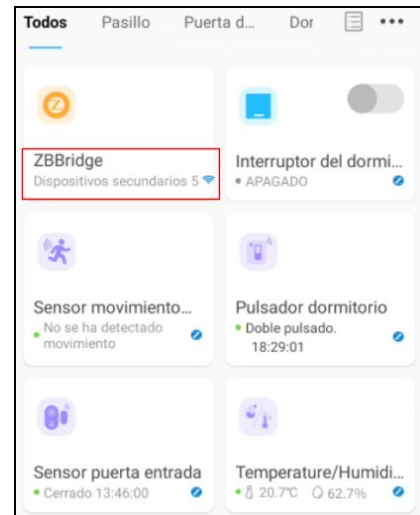 Todos Pasillo Puerta d... Dor
ZBBridge
Dispositivos secundarios 5
Interruptor del dormi...
APAGADO
Sensor movimiento...
No se ha detectado
movimiento
Pulsador dormitorio
Doble pulsado.
18:29:01
Sensor puerta entrada
Cerrado 13:46:00
Temperature/Humidi...
20.7°C 62.7%